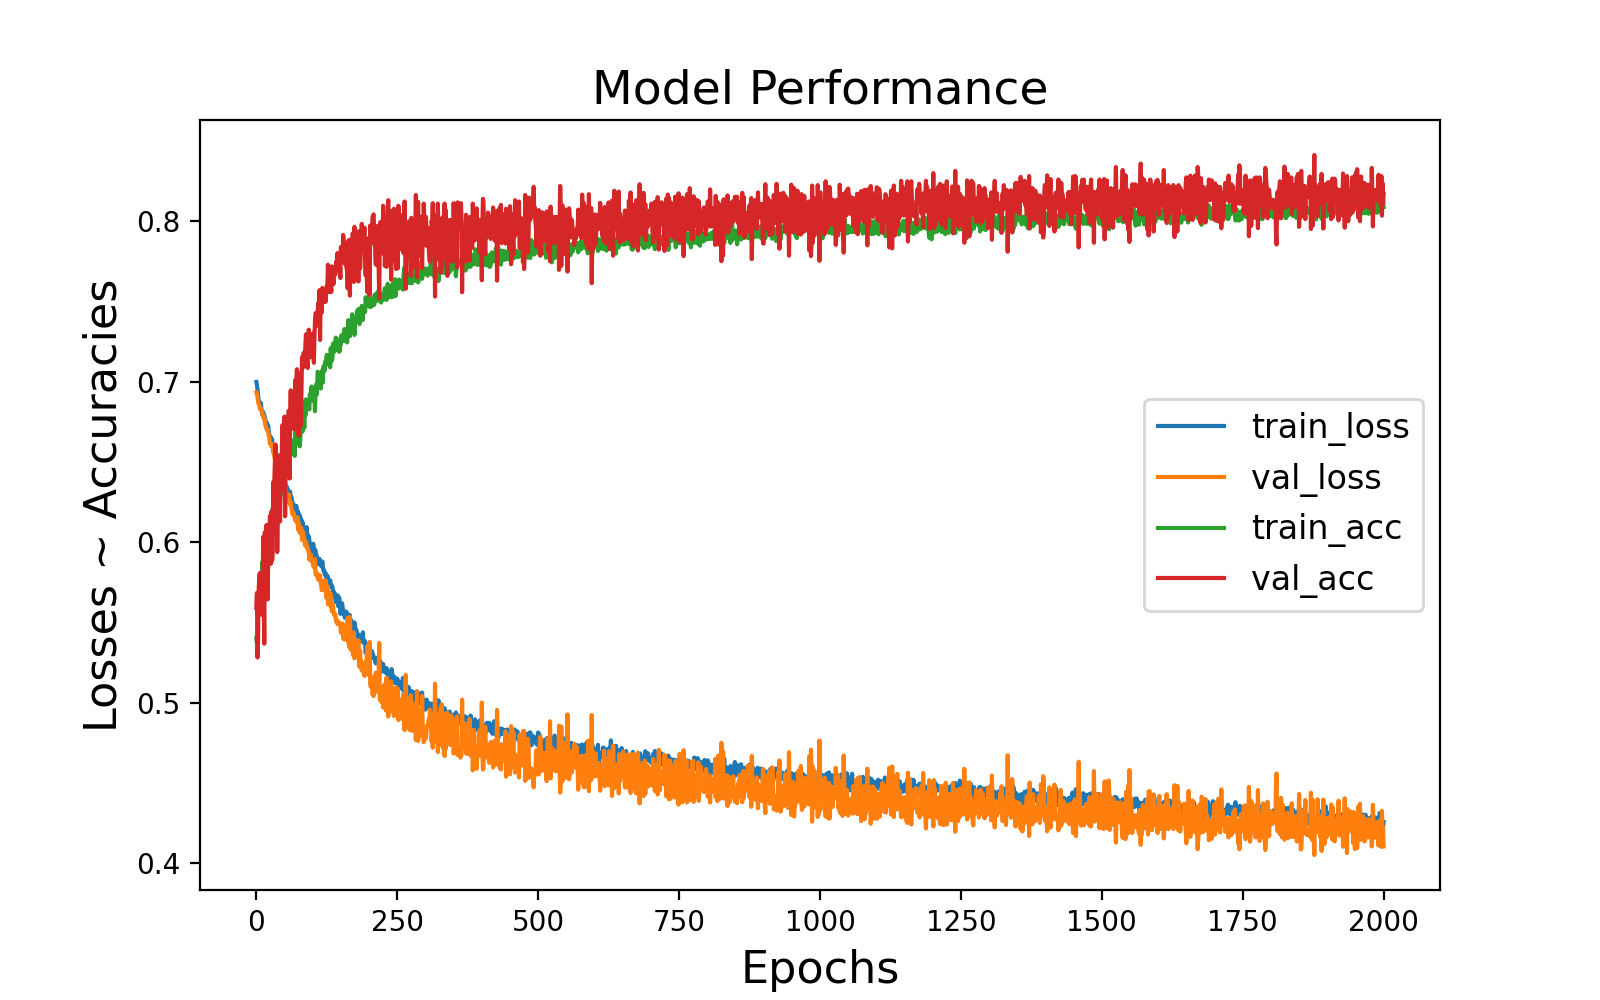 Model Performance
Losses ~ Accuracies
0.8
0.7
0.6
0.5
0.4
train_loss
val_loss
train_acc
val_acc
0 250 500 750 1000 1250 1500 1750 2000
Epochs